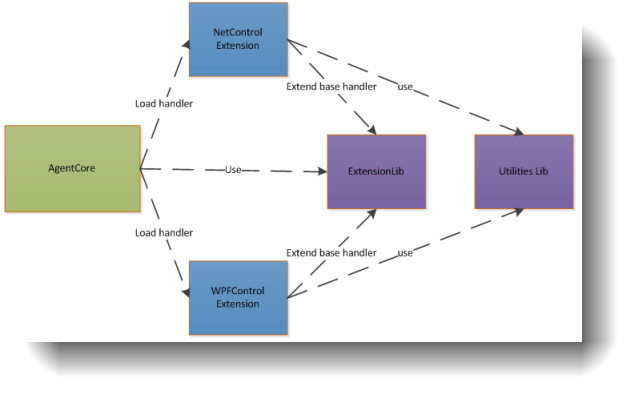 NetControl
Extension
Extend base handler
use
Load handler
AgentCore
Use
ExtensionLib
Utilities Lib
Load handler
Extend base handler
use
WPFControl
Extension